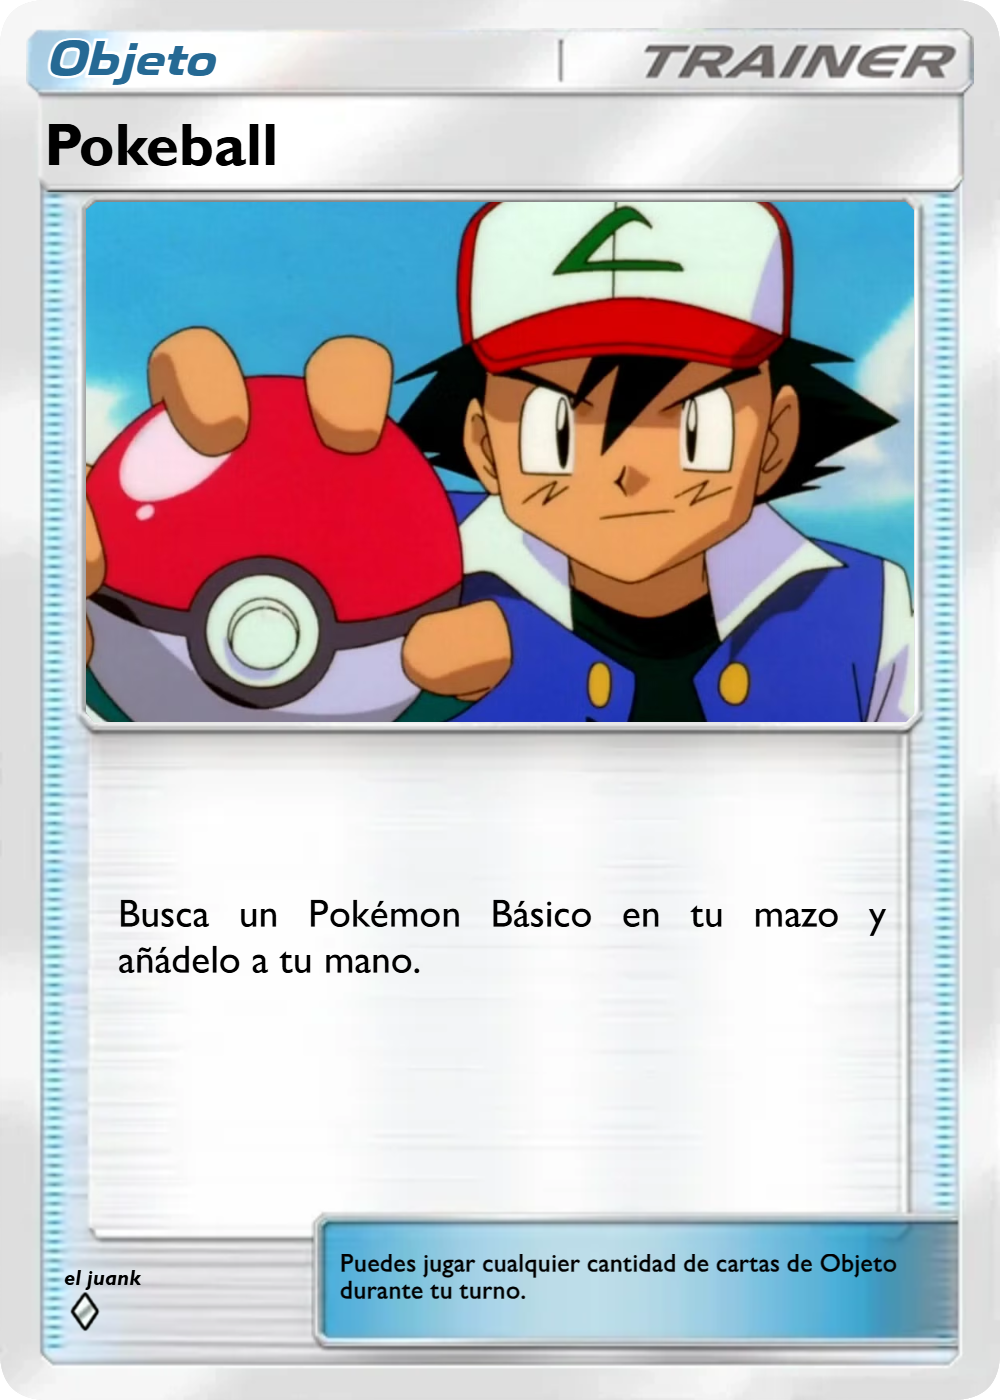 Objeto
TRAINER
Pokeball
Busca un Pokémon Básico en tu mazo y
añádelo a tu mano.
Puedes jugar cualquier cantidad de cartas de Objeto
durante tu turno.
el juank